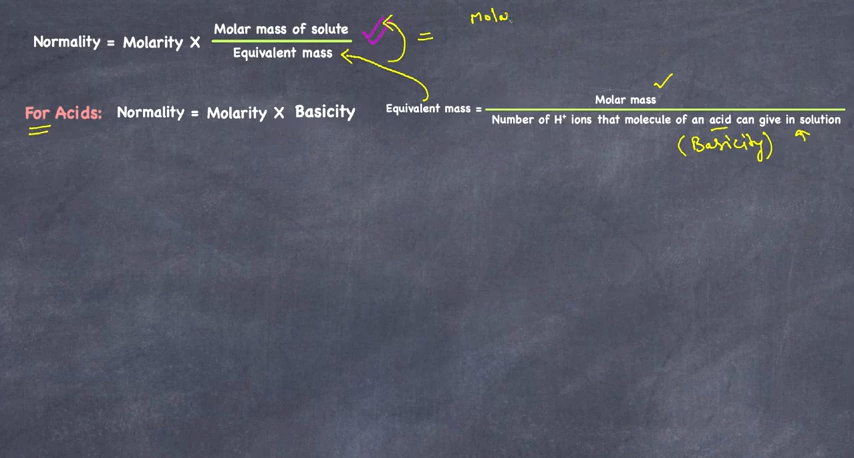 Normality = Molarity X Molar mass of solute / Equivalent mass = Mola
For Acids: Normality = Molarity X Basicity
Equivalent mass = Molar mass / Number of H⁺ ions that molecule of an acid can give in solution
(Basicity)